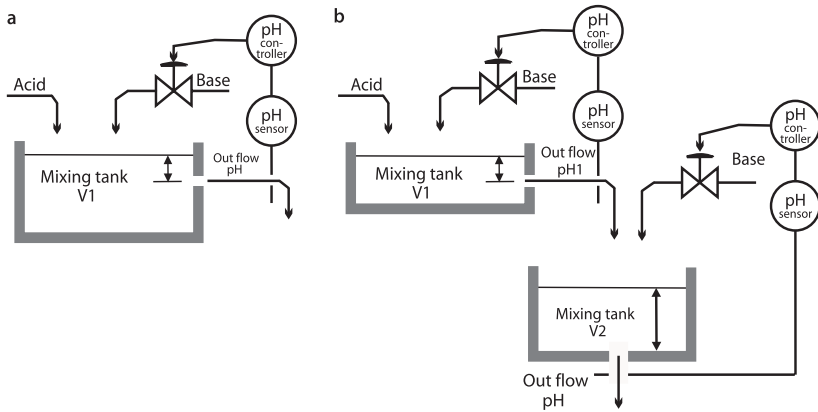 a
pH
con-
troller
Acid
Base
pH
sensor
Out flow
pH
Mixing tank
V1
b
pH
con-
troller
Acid
Base
pH
sensor
Out flow
pH1
Mixing tank
V1
pH
con-
troller
Base
pH
sensor
Mixing tank
V2
Out flow
pH